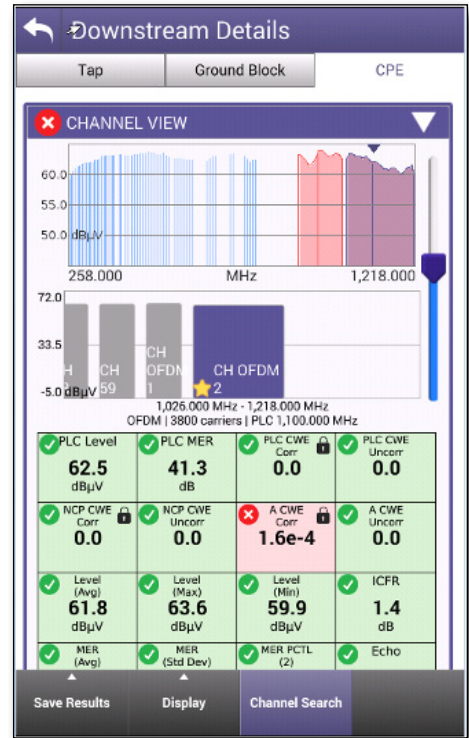 Downstream Details
Tap Ground Block CPE
CHANNEL VIEW
60.0
55.0
50.0 dBµV
258.000 MHz 1,218.000
72.0
33.5
-5.0 dBµV
CH 59
CH OFDM 1
CH OFDM 2
1,026.000 MHz - 1,218.000 MHz
OFDM | 3800 carriers | PLC 1,100.000 MHz
PLC Level PLC MER PLC CWE Corr PLC CWE Uncorr
62.5 41.3 0.0 0.0
dBµV dB
NCP CWE Corr NCP CWE Uncorr A CWE Corr A CWE Uncorr
0.0 0.0 1.6e-4 0.0
Level (Avg) Level (Max) Level (Min) ICFR
61.8 63.6 59.9 1.4
dBµV dBµV dBµV dB
MER (Avg) MER (Std Dev) MER PCTL (2) Echo
Save Results Display Channel Search